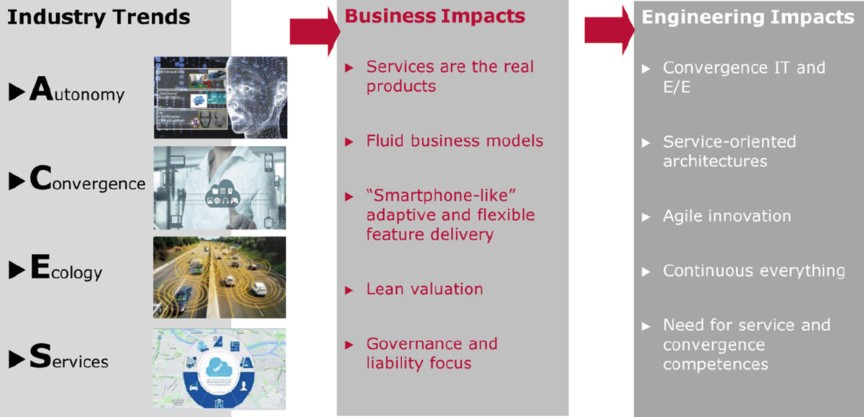 Industry Trends
Autonomy
Convergence
Ecology
Services
Business Impacts
Services are the real
products
Fluid business models
“Smartphone-like”
adaptive and flexible
feature delivery
Lean valuation
Governance and
liability focus
Engineering Impacts
Convergence IT and
E/E
Service-oriented
architectures
Agile innovation
Continuous everything
Need for service and
convergence
competences